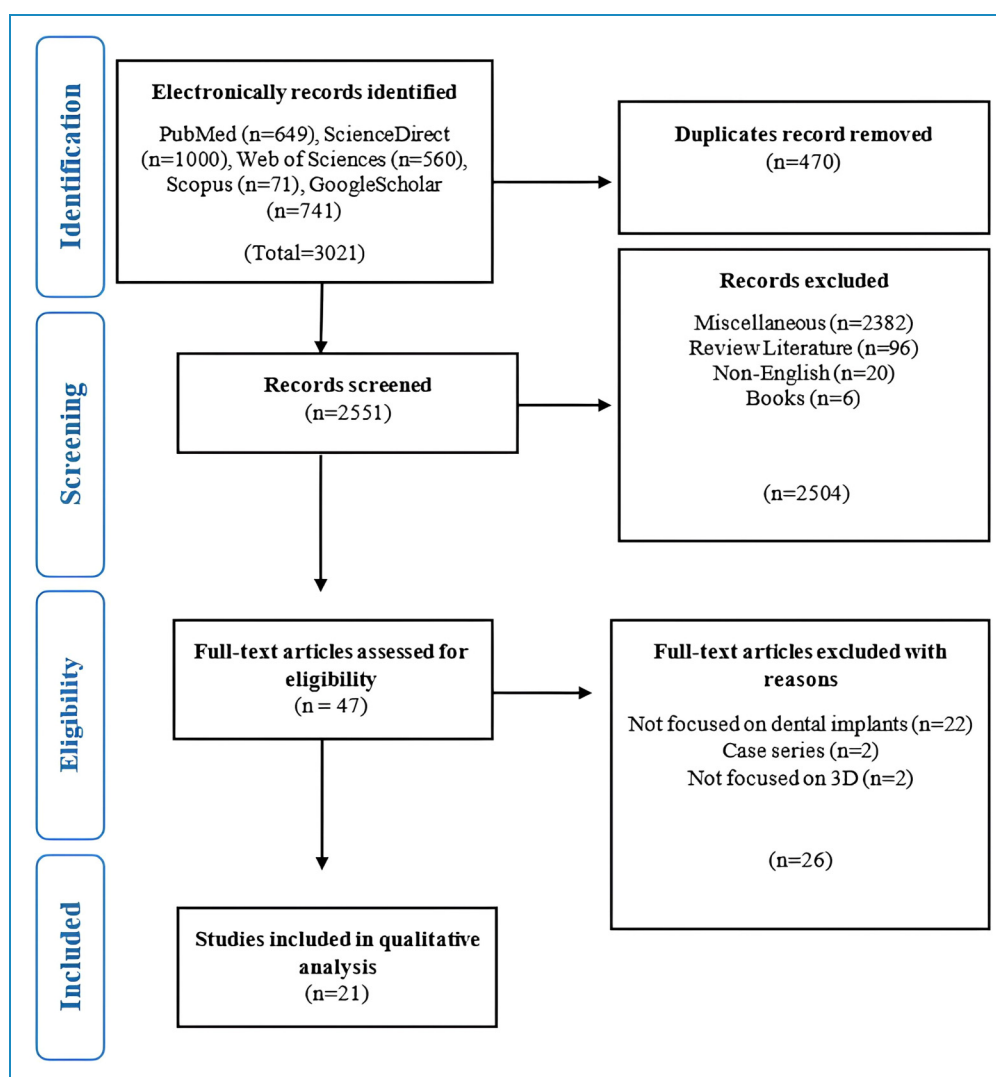 Identification
Electronically records identified
PubMed (n=649), ScienceDirect
(n=1000), Web of Sciences (n=560),
Scopus (n=71), GoogleScholar
(n=741)
(Total=3021)
Duplicates record removed
(n=470)
Screening
Records screened
(n=2551)
Records excluded
Miscellaneous (n=2382)
Review Literature (n=96)
Non-English (n=20)
Books (n=6)
(n=2504)
Eligibility
Full-text articles assessed for
eligibility
(n = 47)
Full-text articles excluded with
reasons
Not focused on dental implants (n=22)
Case series (n=2)
Not focused on 3D (n=2)
(n=26)
Included
Studies included in qualitative
analysis
(n=21)